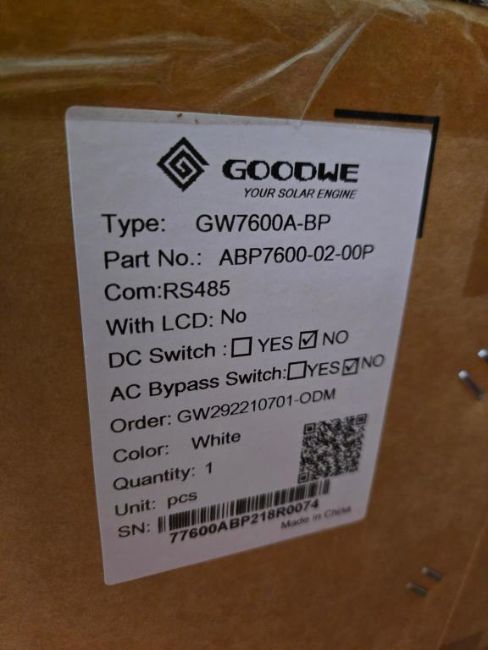 GOODWE
YOUR SOLAR ENGINE
Type: GW7600A-BP
Part No.: ABP7600-02-00P
Com:RS485
With LCD: No
DC Switch : ☐ YES ☑ NO
AC Bypass Switch:☐YES ☑NO
Order: GW292210701-ODM
Color: White
Quantity: 1
Unit: pcs
SN:
77600ABP218R0074
Made in China